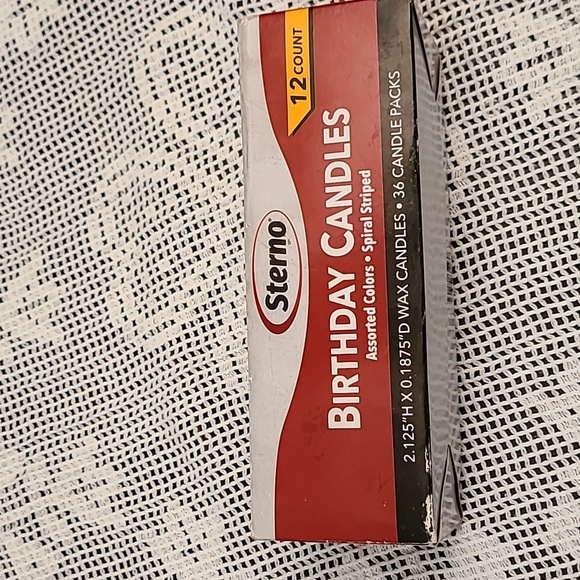 12 COUNT
Sterno®
BIRTHDAY CANDLES
Assorted Colors • Spiral Striped
2.125"H X 0.1875"D WAX CANDLES • 36 CANDLE PACKS